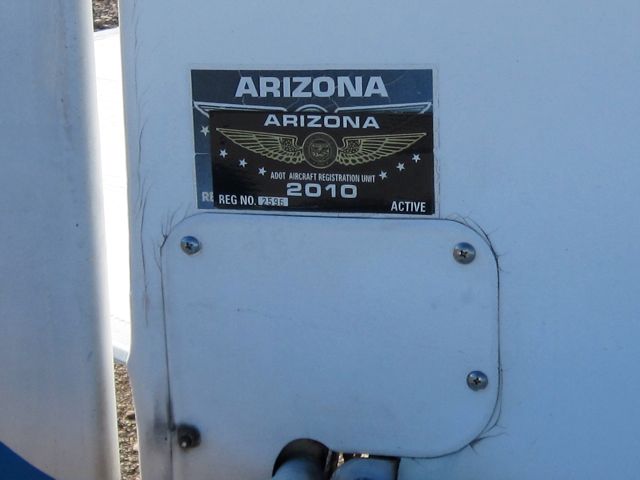 ARIZONA
ARIZONA
ADOT AIRCRAFT REGISTRATION UNIT
2010
REG NO. 2596 ACTIVE